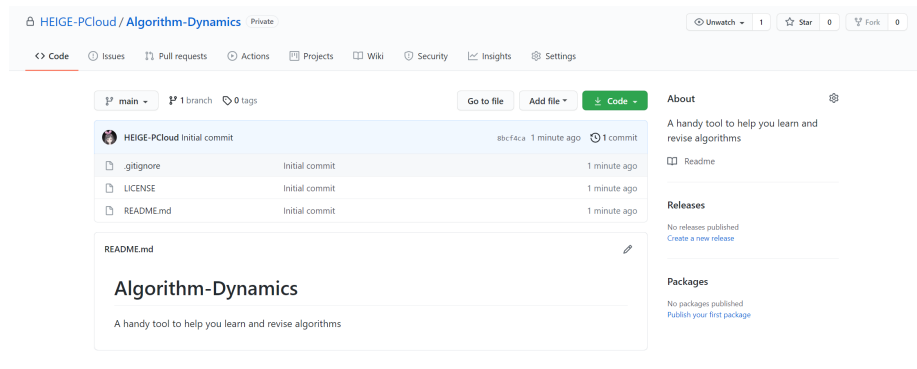 HEIGE-PCloud / Algorithm-Dynamics Private
Unwatch 1 Star 0 Fork 0
Code Issues Pull requests Actions Projects Wiki Security Insights Settings
main 1 branch 0 tags Go to file Add file Code
HEIGE-PCloud Initial commit 8bcf4ca 1 minute ago 1 commit
.gitignore Initial commit 1 minute ago
LICENSE Initial commit 1 minute ago
README.md Initial commit 1 minute ago
README.md
Algorithm-Dynamics
A handy tool to help you learn and revise algorithms
About
A handy tool to help you learn and
revise algorithms
Readme
Releases
No releases published
Create a new release
Packages
No packages published
Publish your first package